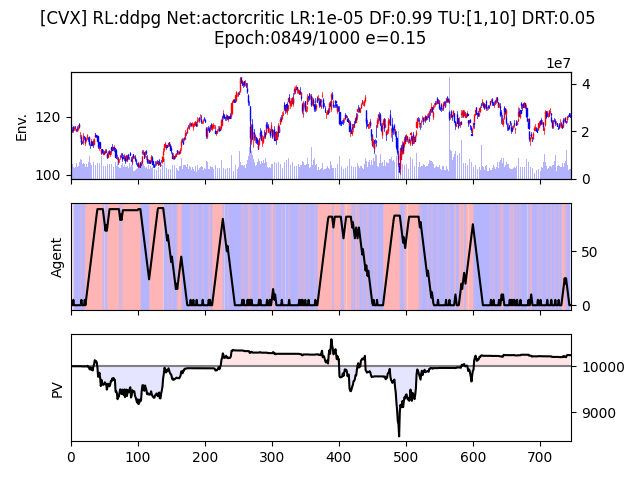 [CVX] RL:ddpg Net:actorcritic LR:1e-05 DF:0.99 TU:[1,10] DRT:0.05
Epoch:0849/1000 e=0.15
1e7
Env.
120
100
4
2
0
Agent
50
0
PV
10000
9000
0 100 200 300 400 500 600 700